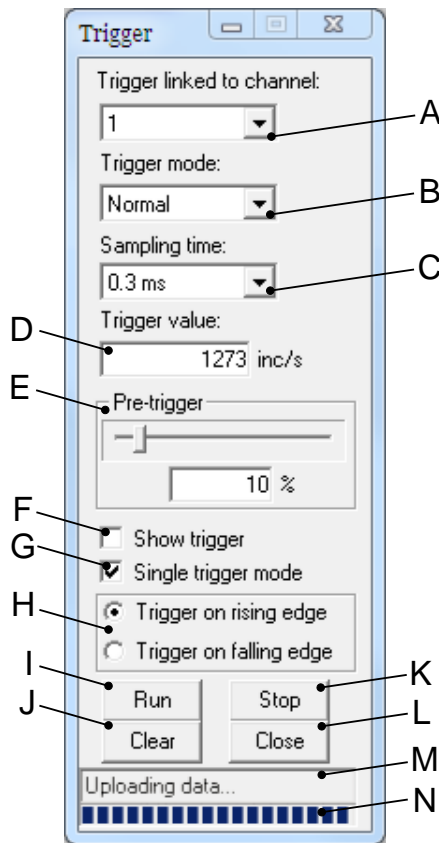 Trigger
Trigger linked to channel:
A
1
Trigger mode:
B
Normal
Sampling time:
C
0.3 ms
Trigger value:
D
1273 inc/s
E
Pre-trigger
10 %
F
Show trigger
G
Single trigger mode
H
Trigger on rising edge
Trigger on falling edge
I
K
Run Stop
J
L
Clear Close
M
Uploading data...
N